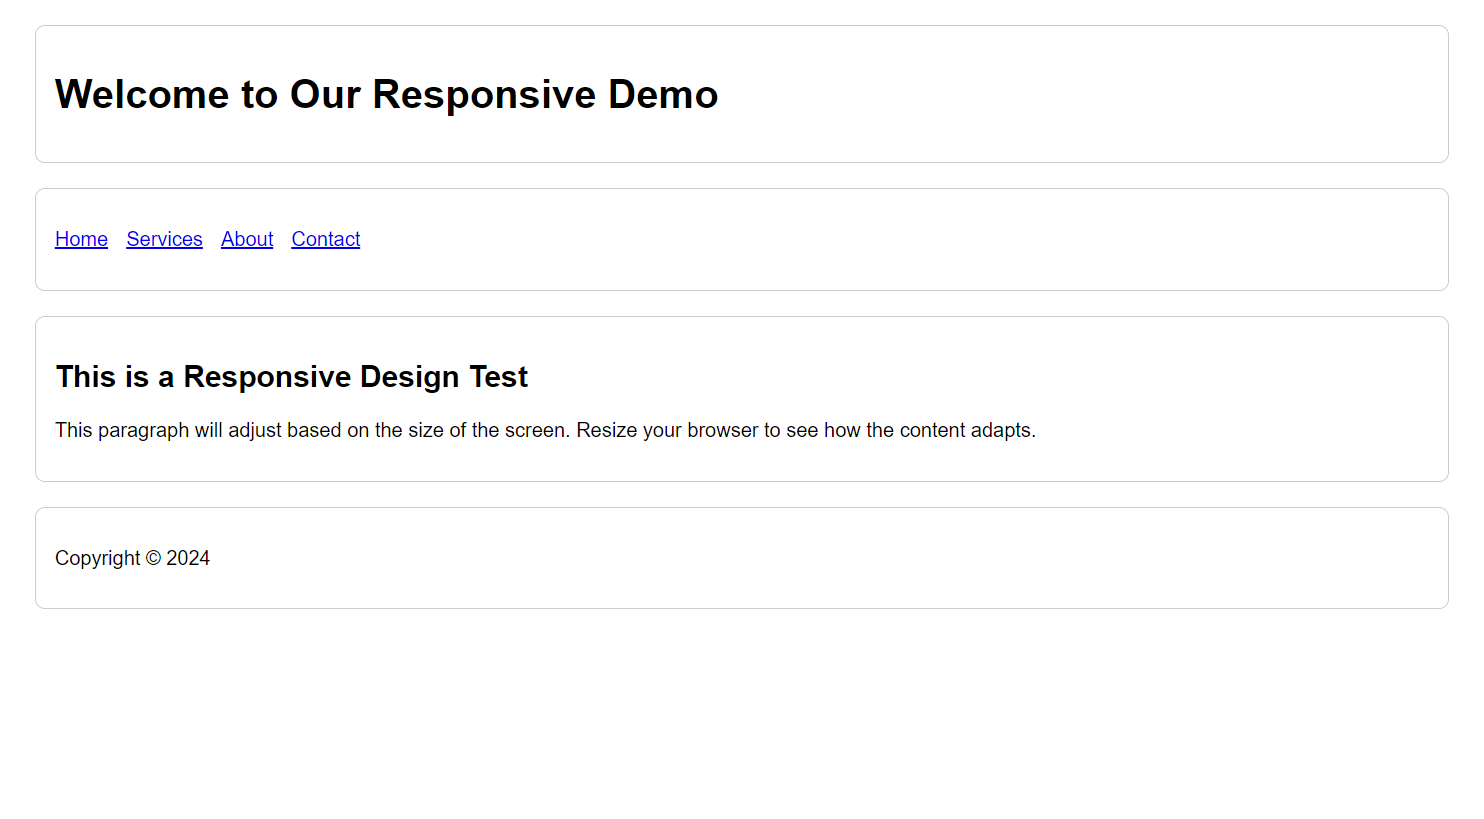 Welcome to Our Responsive Demo
Home Services About Contact
This is a Responsive Design Test
This paragraph will adjust based on the size of the screen. Resize your browser to see how the content adapts.
Copyright © 2024